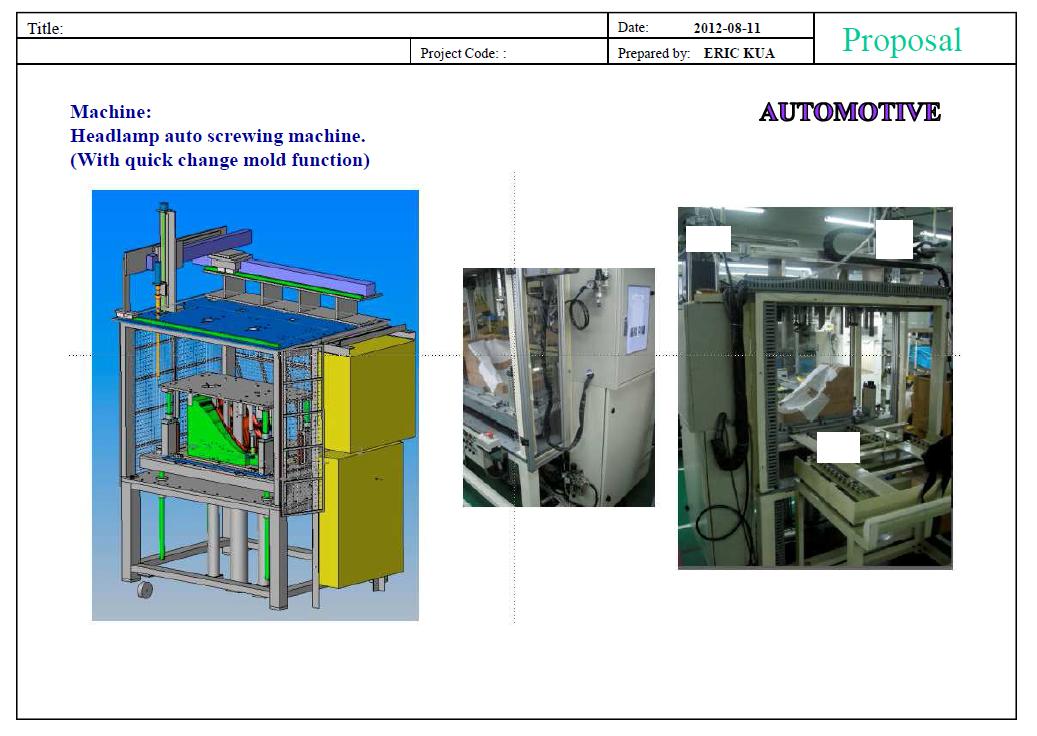 Title:
Date: 2012-08-11
Proposal
Project Code: :
Prepared by: ERIC KUA
Machine:
Headlamp auto screwing machine.
(With quick change mold function)
AUTOMOTIVE